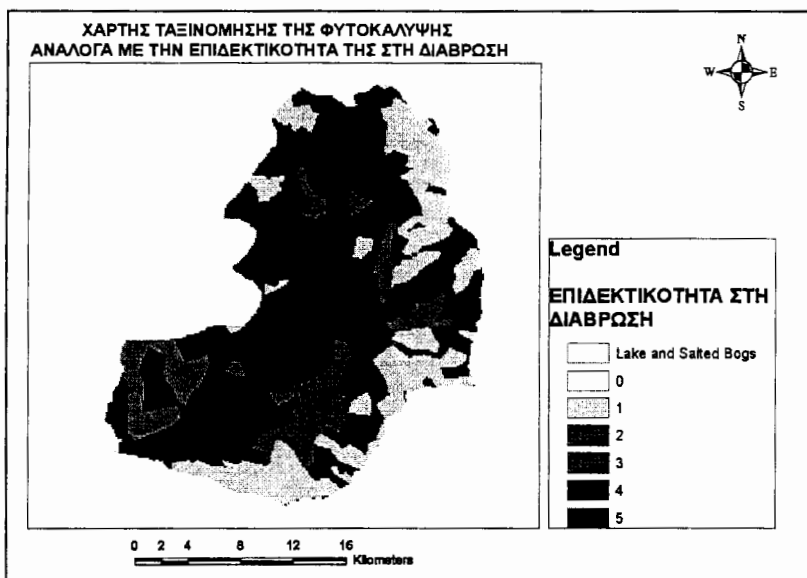 ΧΑΡΤΗΣ ΤΑΞΙΝΟΜΗΣΗΣ ΤΗΣ ΦΥΤΟΚΑΛΥΨΗΣ
ΑΝΑΛΟΓΑ ΜΕ ΤΗΝ ΕΠΙΔΕΚΤΙΚΟΤΗΤΑ ΤΗΣ ΣΤΗ ΔΙΑΒΡΩΣΗ
N
W E
S
Legend
ΕΠΙΔΕΚΤΙΚΟΤΗΤΑ ΣΤΗ
ΔΙΑΒΡΩΣΗ
Lake and Salted Bogs
0
1
2
3
4
5
0 2 4 8 12 16
Kilometers